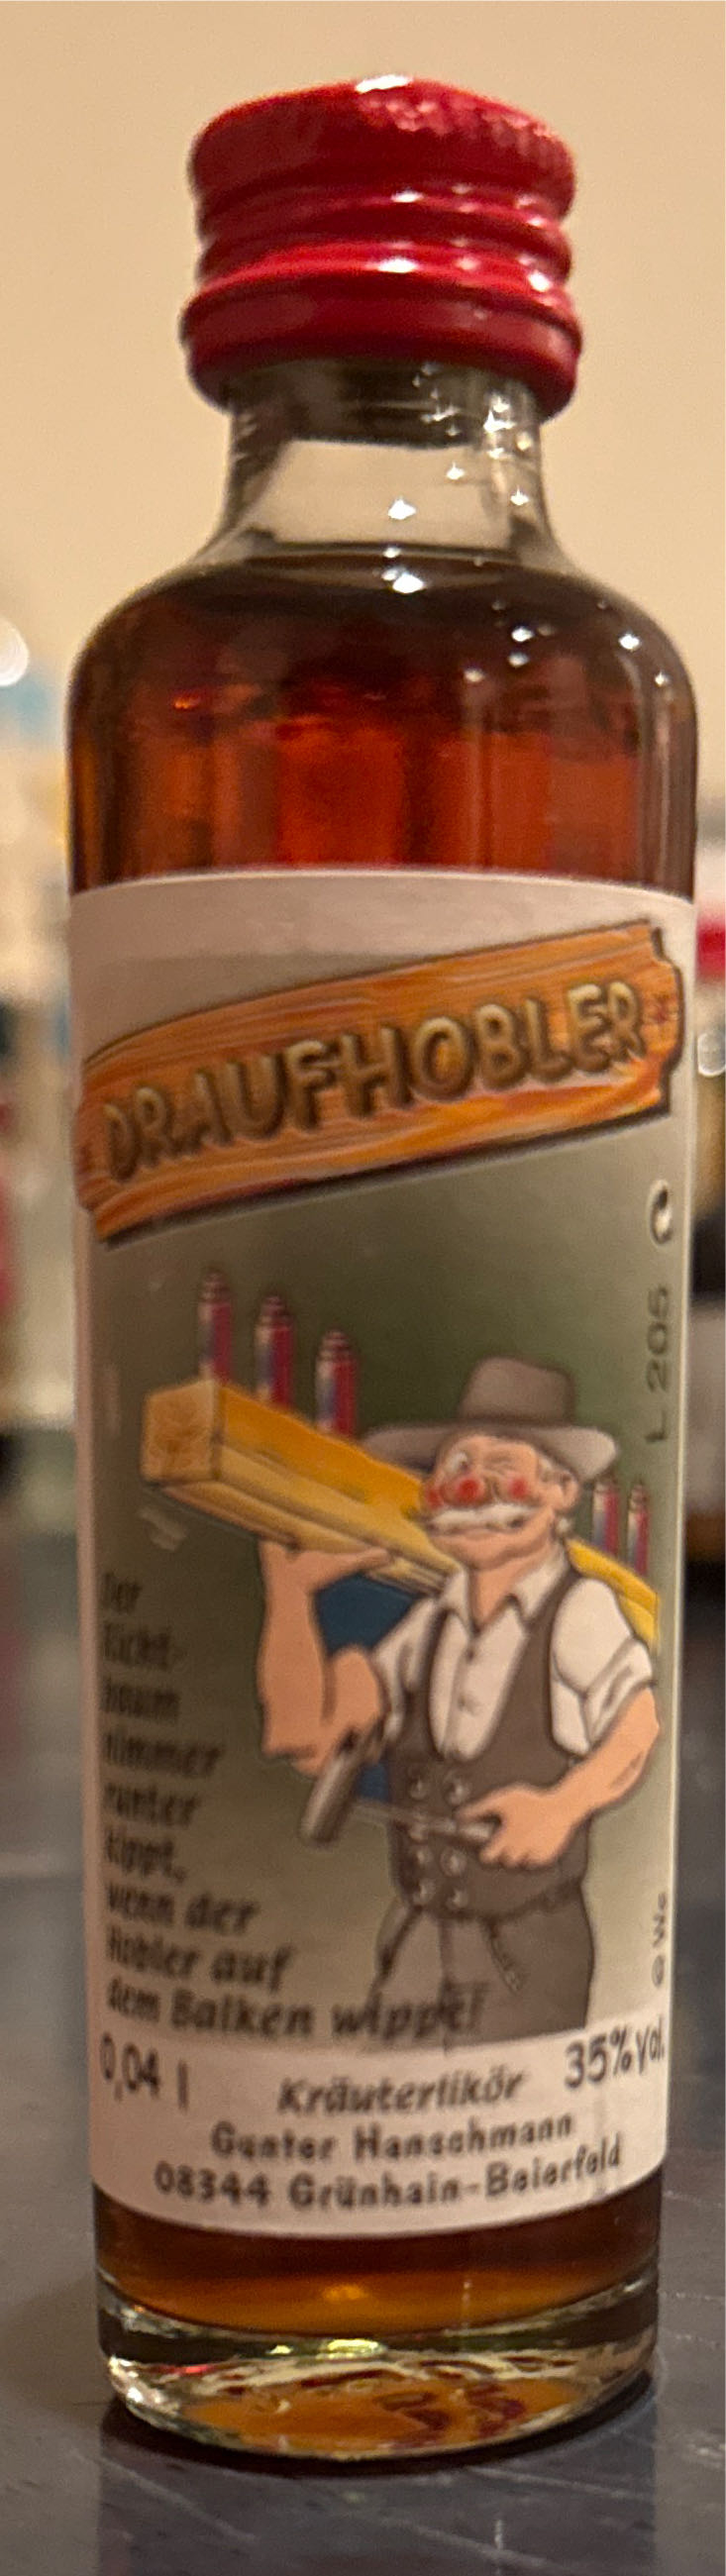 DRAUFHOBLER
L 205
Der
Licht-
baum
nimmer
runter
kippt,
wenn der
Hobler auf
dem Balken wippt!
0,04 l
Kräuterlikör
35%vol.
Gunter Hanschmann
08344 Grünhain-Beierfeld